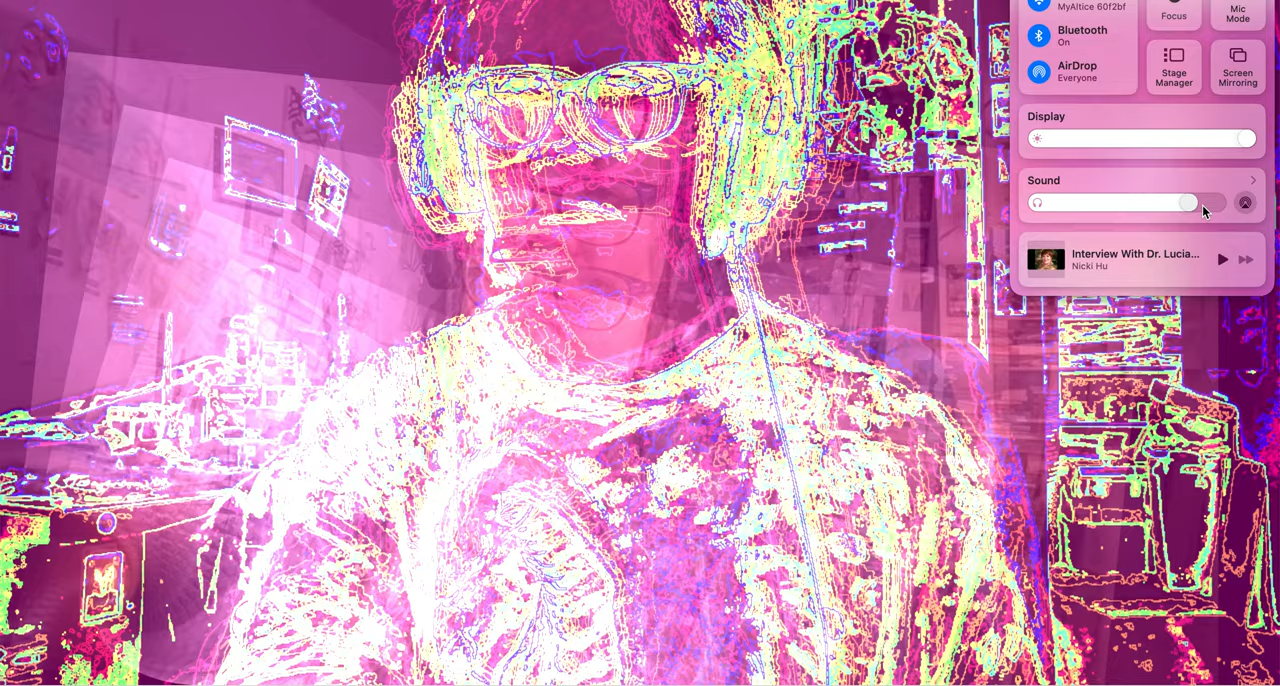 MyAltice 60f2bf
Focus
Mic
Mode
Bluetooth
On
AirDrop
Everyone
Stage
Manager
Screen
Mirroring
Display
Sound
Interview With Dr. Lucia...
Nicki Hu